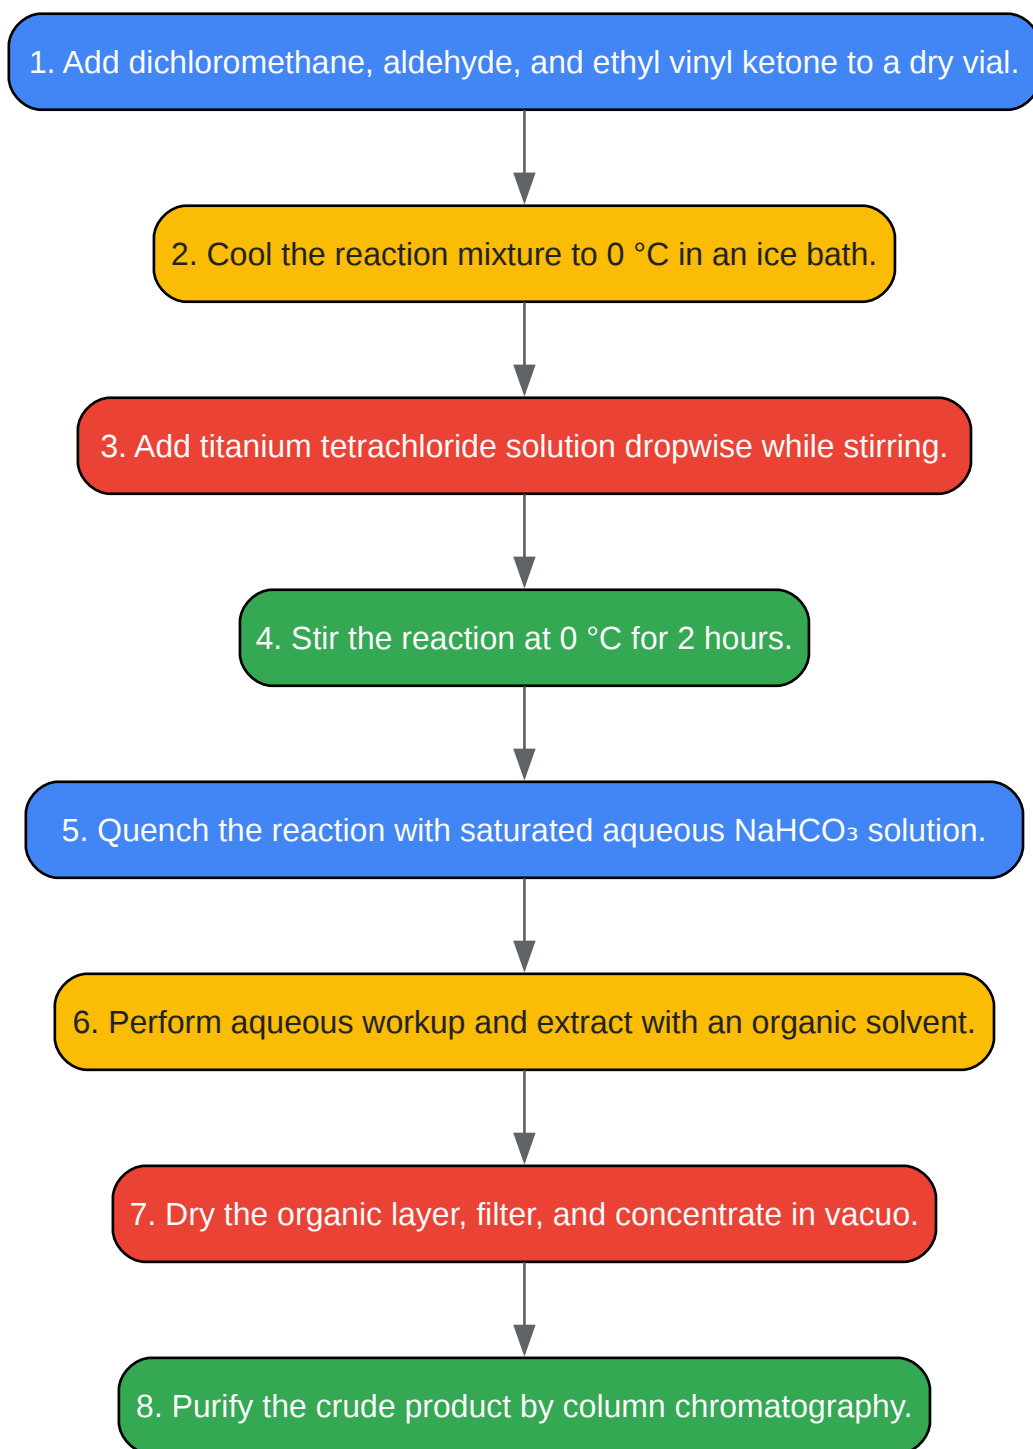 1. Add dichloromethane, aldehyde, and ethyl vinyl ketone to a dry vial.
2. Cool the reaction mixture to 0 °C in an ice bath.
3. Add titanium tetrachloride solution dropwise while stirring.
4. Stir the reaction at 0 °C for 2 hours.
5. Quench the reaction with saturated aqueous NaHCO₃ solution.
6. Perform aqueous workup and extract with an organic solvent.
7. Dry the organic layer, filter, and concentrate in vacuo.
8. Purify the crude product by column chromatography.